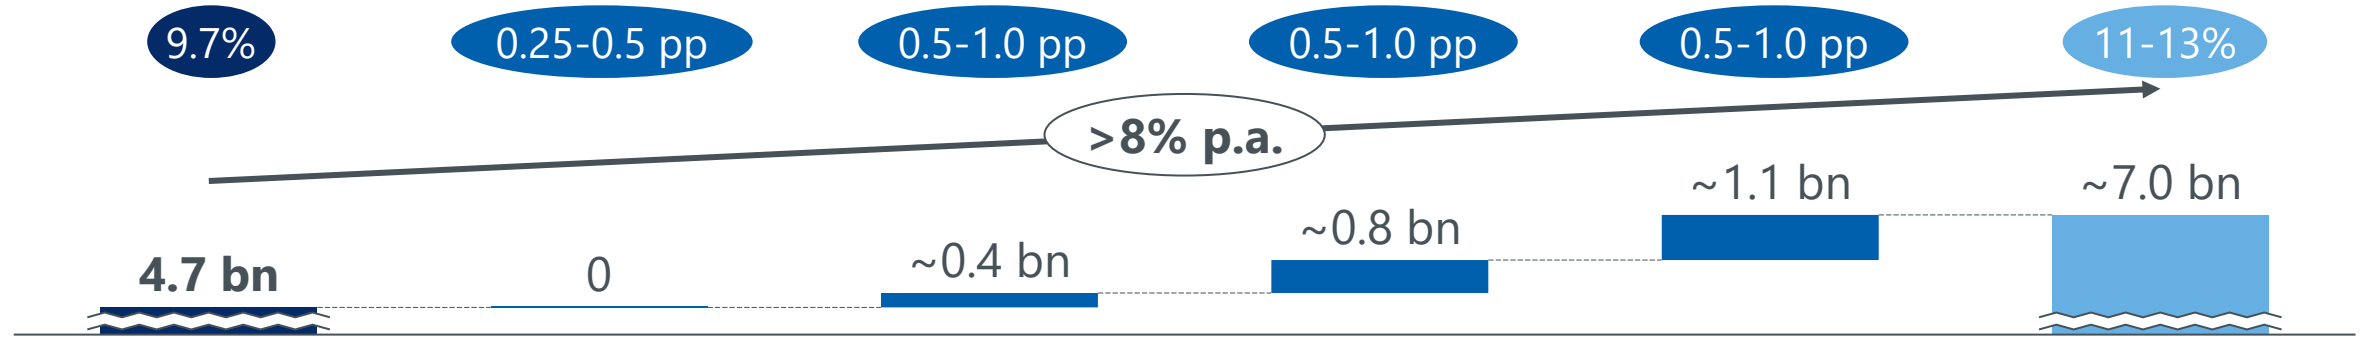 9.7%
0.25-0.5 pp
0.5-1.0 pp
0.5-1.0 pp
0.5-1.0 pp
11-13%
>8% p.a.
4.7 bn
0
~0.4 bn
~0.8 bn
~1.1 bn
~7.0 bn